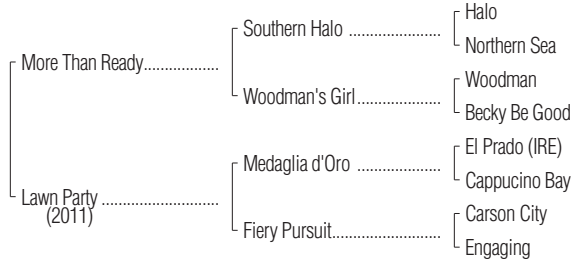 Halo
Southern Halo
Northern Sea
More Than Ready
Woodman
Woodman's Girl
Becky Be Good
El Prado (IRE)
Medaglia d'Oro
Cappucino Bay
Lawn Party
(2011)
Carson City
Fiery Pursuit
Engaging